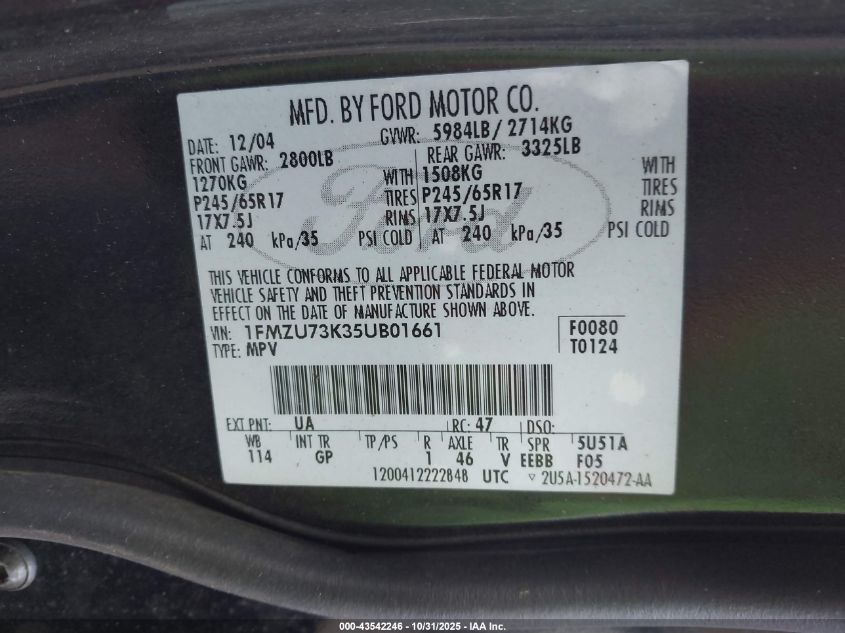 MFD. BY FORD MOTOR CO.
DATE: 12/04 GVWR: 5984LB/ 2714KG
FRONT GAWR: 2800LB REAR GAWR: 3325LB
1270KG WITH 1508KG WITH
P245/65R17 TIRES P245/65R17 TIRES
17X7.5J RIMS 17X7.5J RIMS
AT 240 kPa/35 PSI COLD AT 240 kPa/35 PSI COLD
Ford
THIS VEHICLE CONFORMS TO ALL APPLICABLE FEDERAL MOTOR
VEHICLE SAFETY AND THEFT PREVENTION STANDARDS IN
EFFECT ON THE DATE OF MANUFACTURE SHOWN ABOVE.
VIN: 1FMZU73K35UB01661 F0080
TYPE: MPV T0124
EXT PNT: UA RC: 47 DSO:
WB INT TR TP/PS R AXLE TR SPR 5U51A
114 GP 1 46 V EEBB F05
1200412222848 UTC ▿ 2U5A-1520472-AA
000-43542246 - 10/31/2025 - IAA Inc.